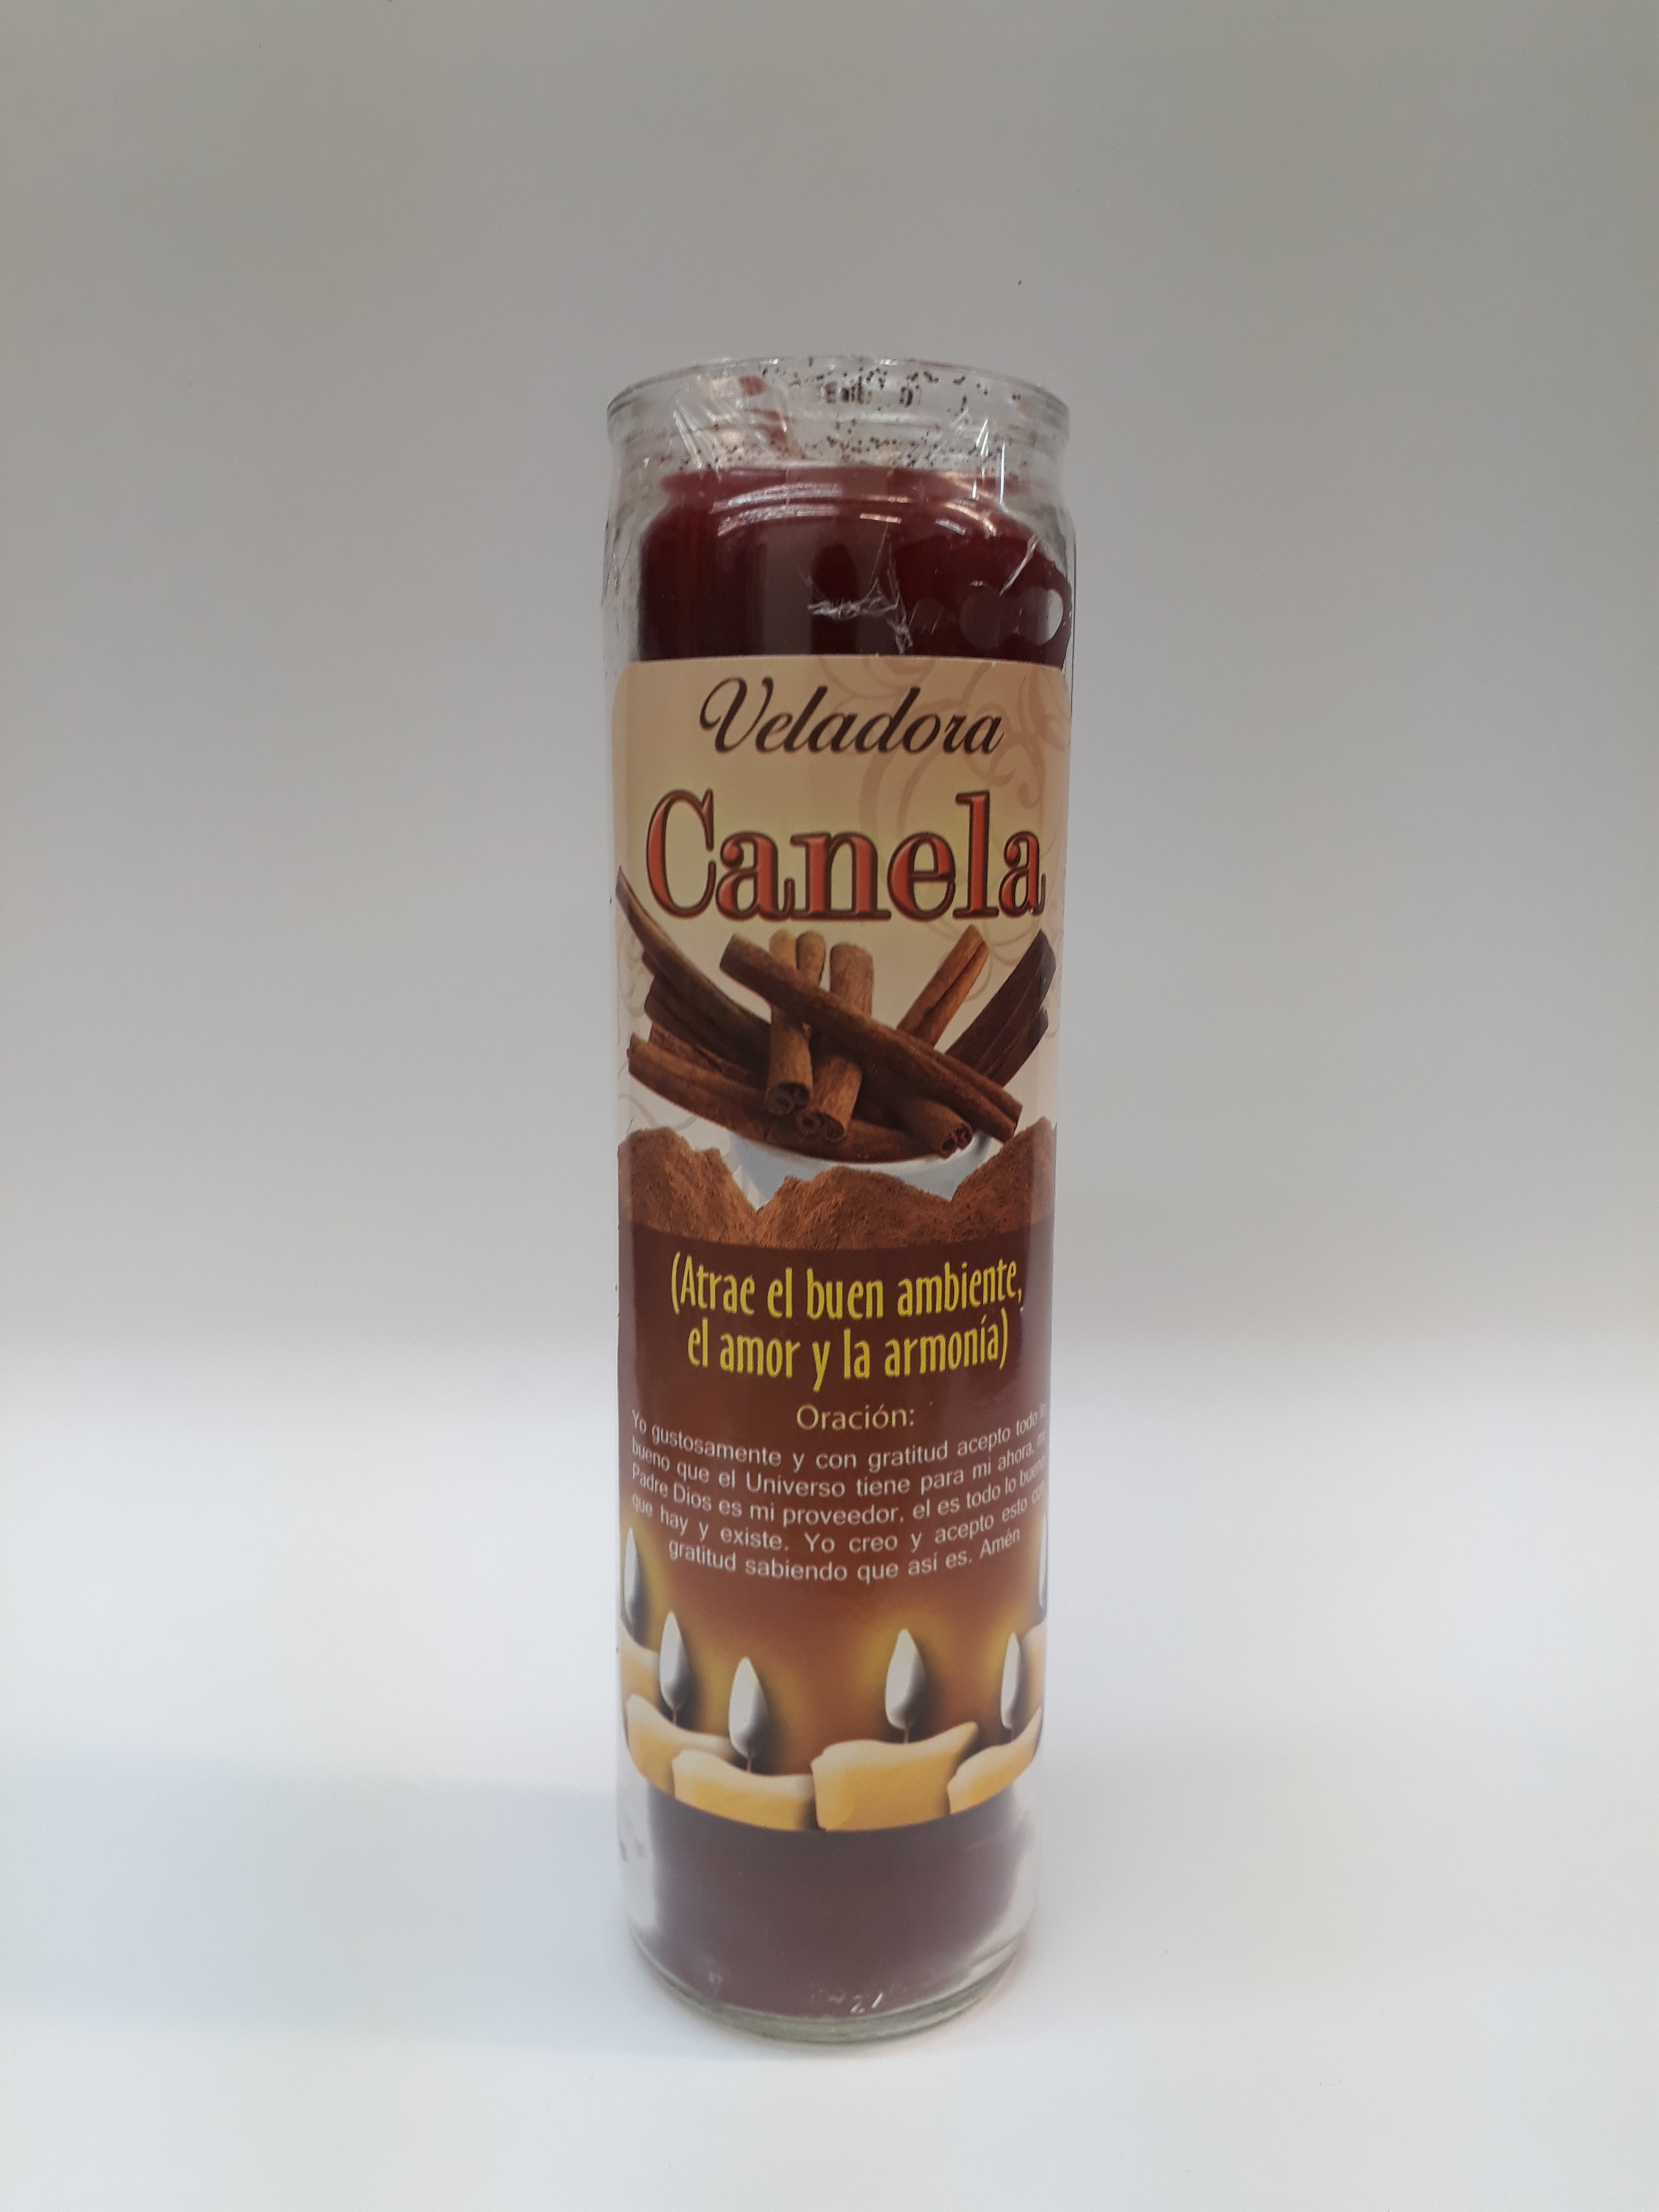 Veladora
Canela
(Atrae el buen ambiente,
el amor y la armonía)
Oración:
Yo gustosamente y con gratitud acepto todo lo
bueno que el Universo tiene para mi ahora,
Padre Dios es mi proveedor, el es todo lo bueno
que hay y existe. Yo creo y acepto esto con
gratitud sabiendo que así es. Amén